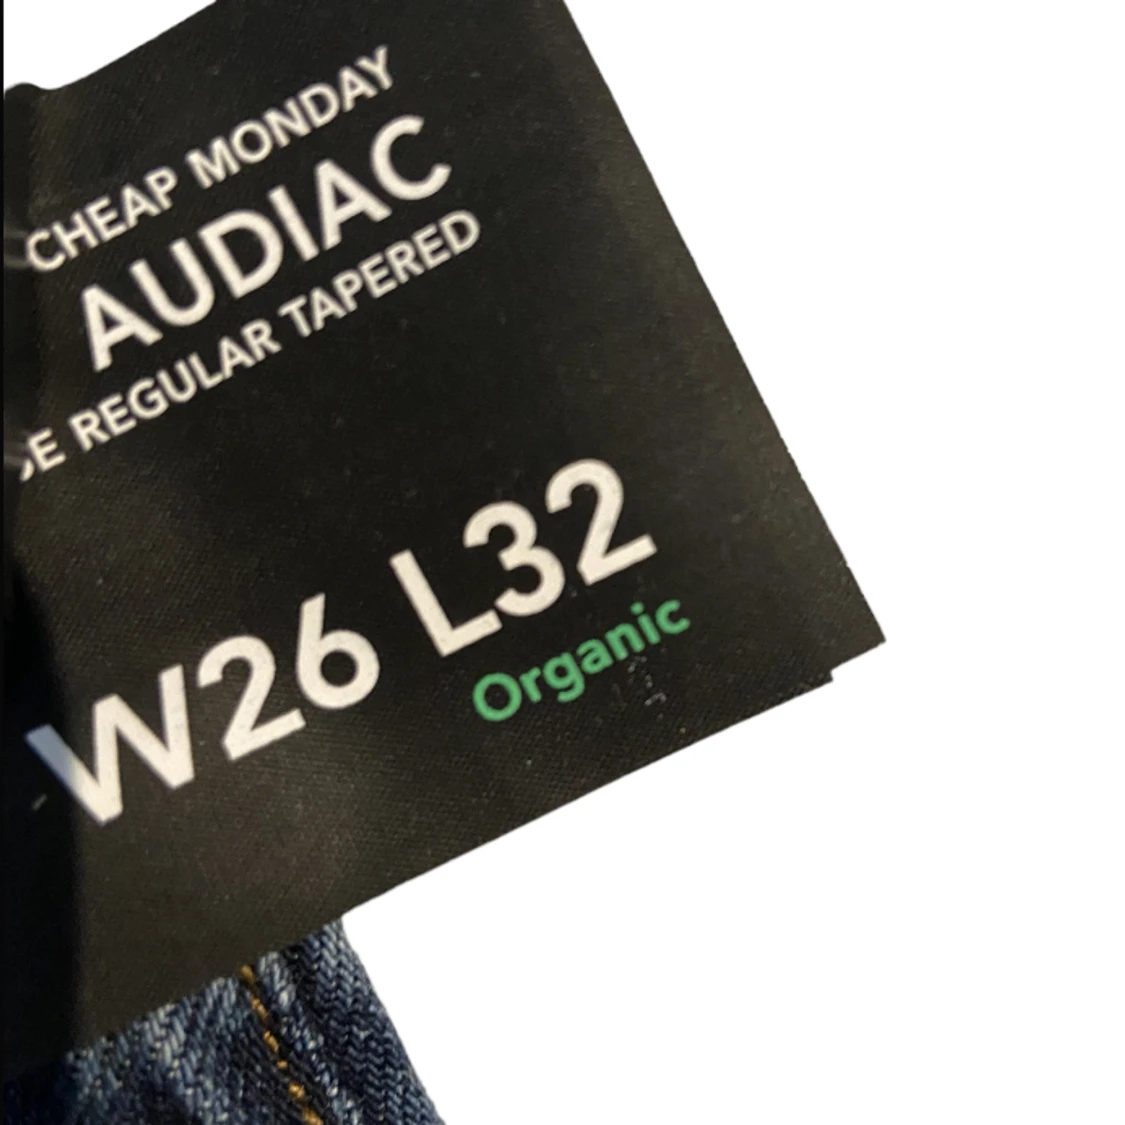 CHEAP MONDAY
AUDIAC
REGULAR TAPERED
W26 L32
Organic